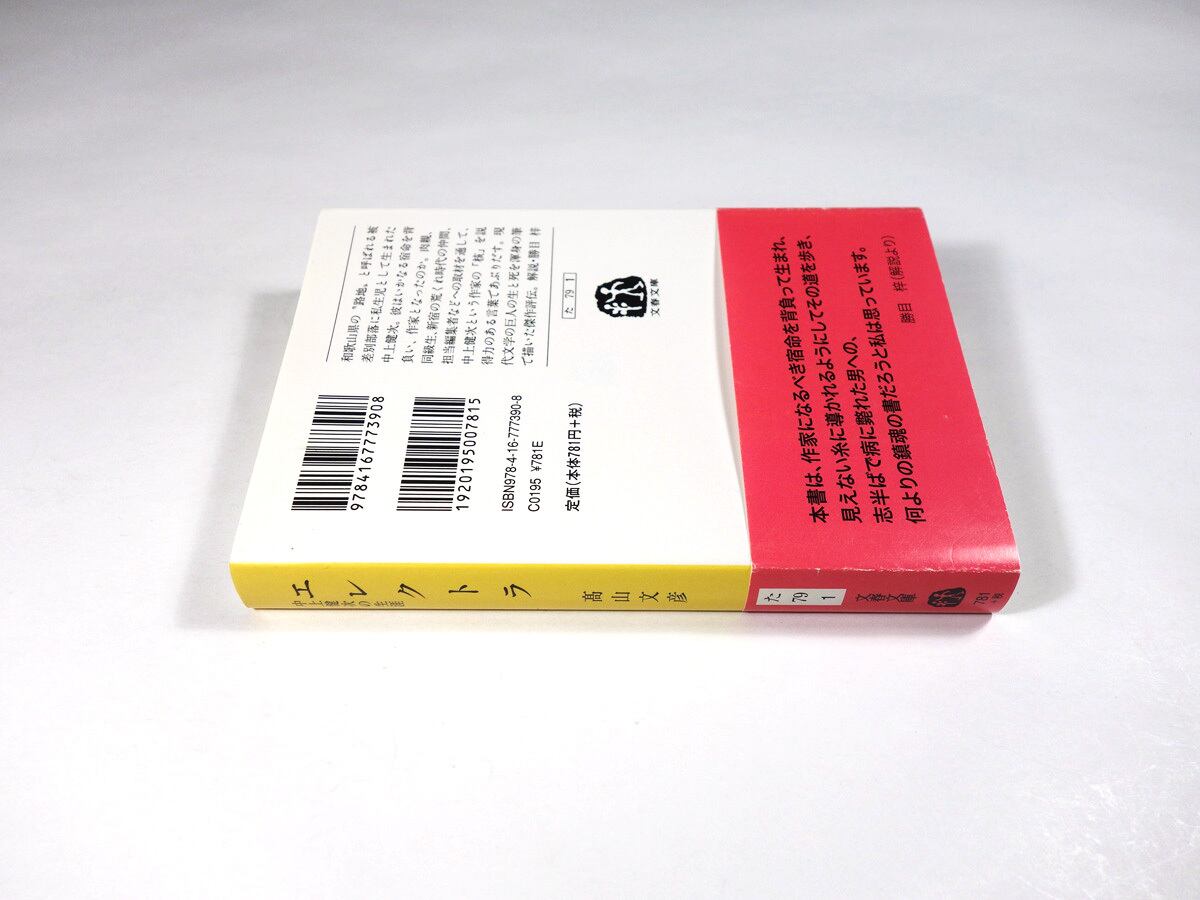 和歌山県の〝路地〟と呼ばれる被
差別部落に私生児として生まれた
中上健次。彼はいかなる宿命を背
負い、作家となったのか。肉親、
同級生、新宿の荒くれ時代の仲間、
担当編集者などへの取材を通して、
中上健次という作家の「核」を説
得力のある言葉であぶりだす。現
代文学の巨人の生と死を渾身の筆
で描いた傑作評伝。解説・勝目 梓
9784167773908
1920195007815
ISBN978-4-16-777390-8
C0195 ¥781E
定価(本体781円+税)
た 79 1
文春文庫
本書は、作家になるべき宿命を背負って生まれ、
見えない糸に導かれるようにしてその道を歩き、
志半ばで病に斃れた男への、
何よりの鎮魂の書だろうと私は思っています。
勝目 梓(解説より)
エレクトラ
中上健次の生涯
髙山文彦
た 79 1
文春文庫
781
+税